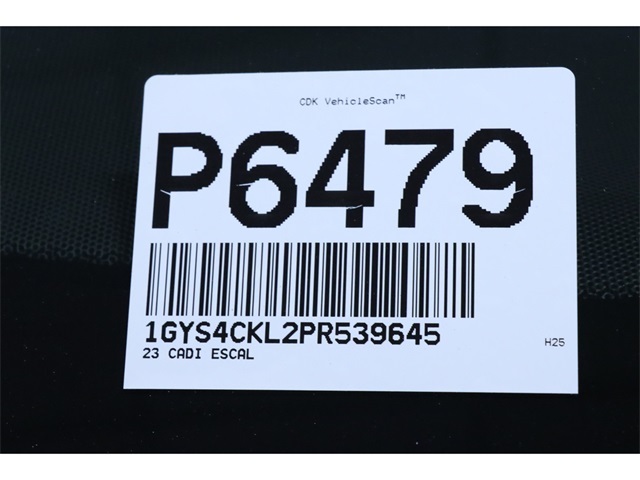 CDK VehicleScan™
P6479
1GYS4CKL2PR539645
23 CADI ESCAL
H25